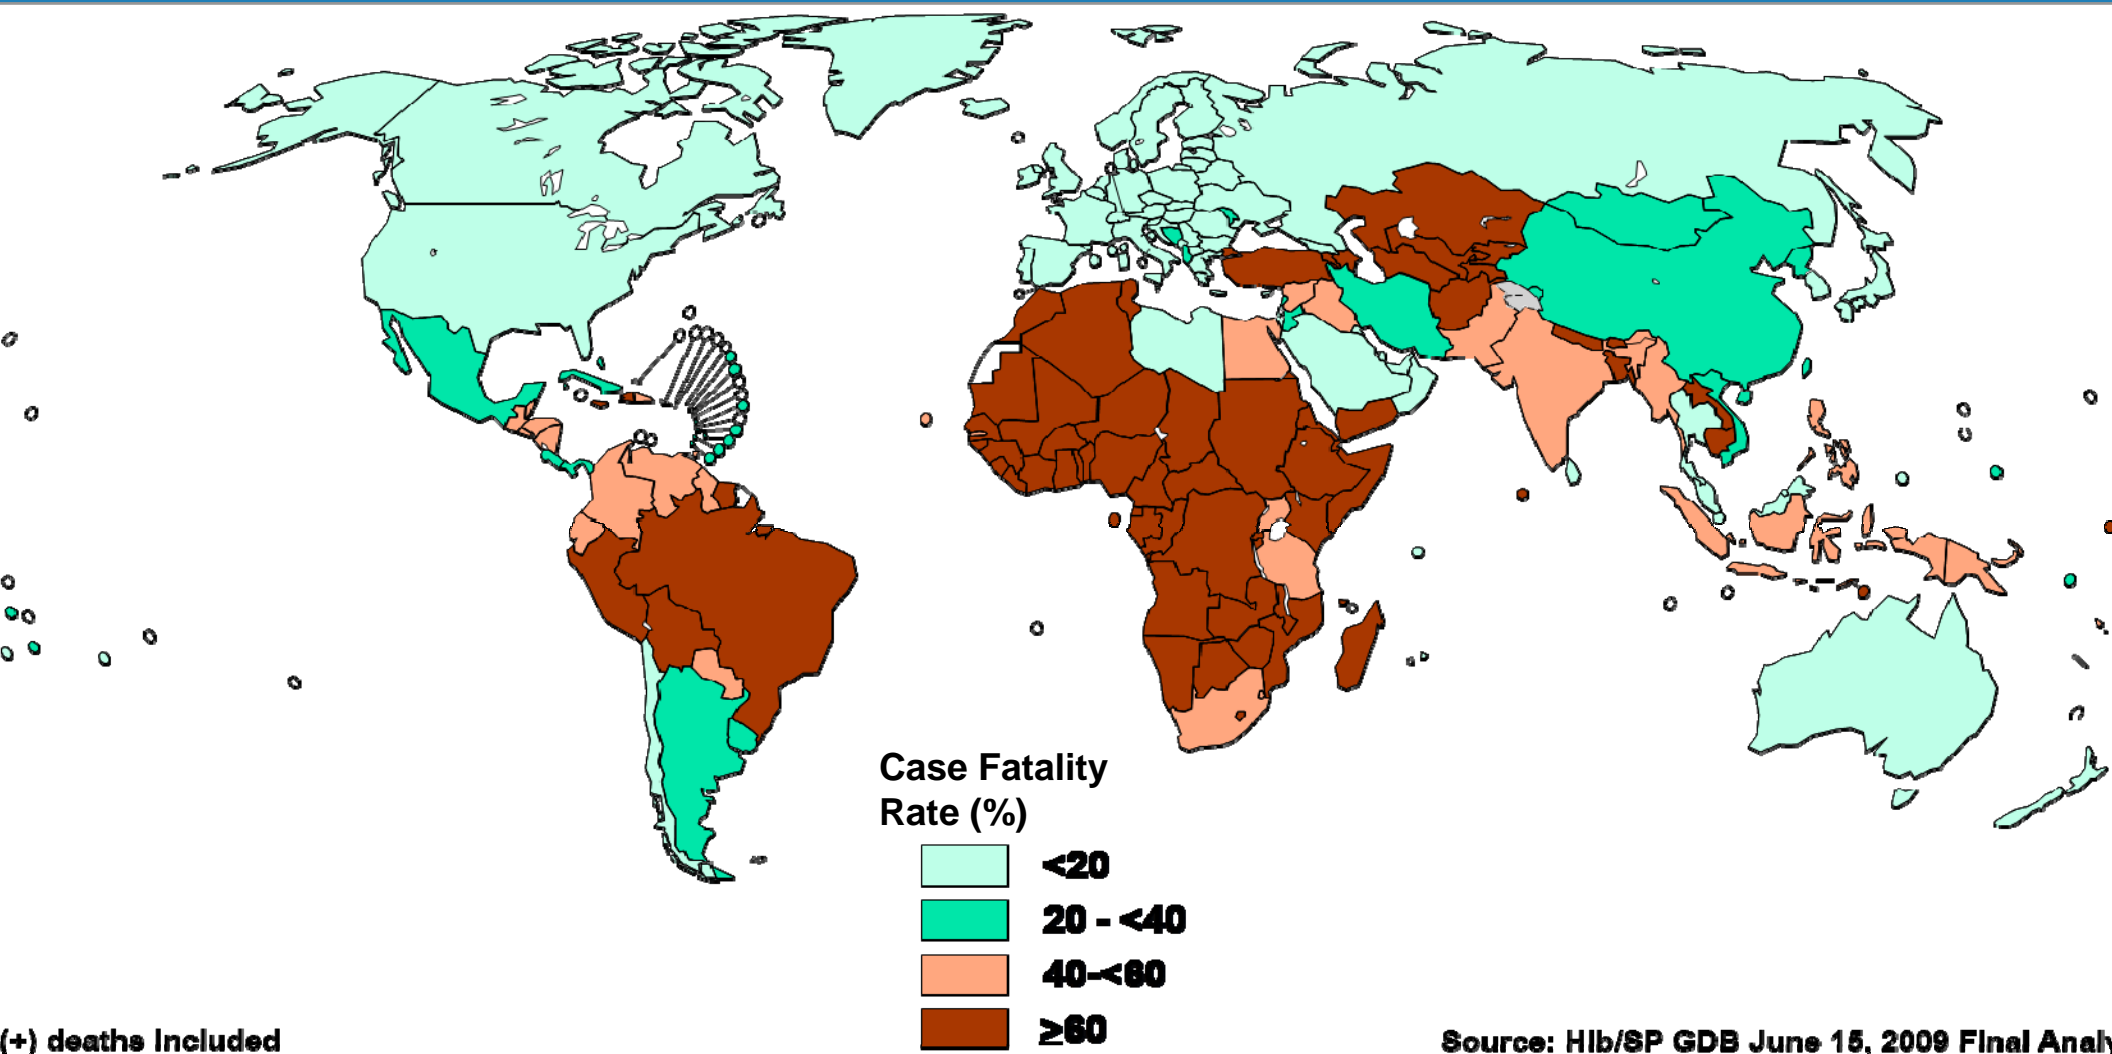 Case Fatality
Rate (%)
<20
20 - <40
40-<60
≥60
(+) deaths Included
Source: Hib/SP GDB June 15, 2009 Final Analy